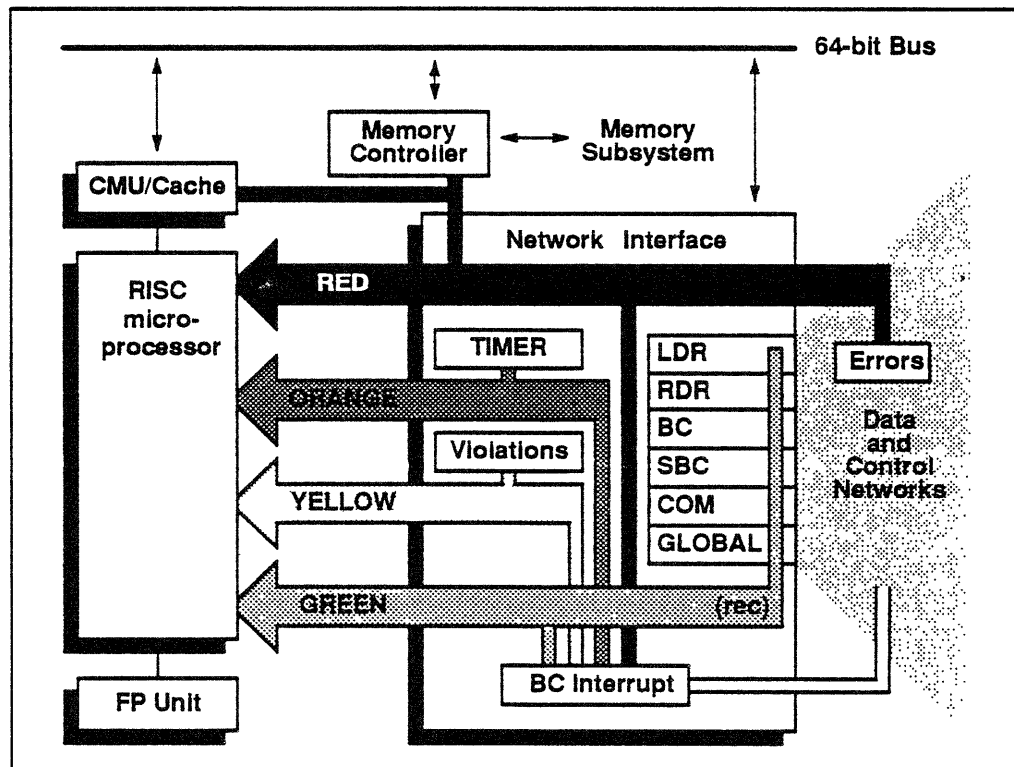 64-bit Bus
Memory
Controller
Memory
Subsystem
CMU/Cache
Network Interface
RISC
micro-
processor
RED
TIMER
LDR
Errors
RDR
ORANGE
BC
Data
and
Control
Networks
Violations
SBC
YELLOW
COM
GLOBAL
GREEN
(rec)
BC Interrupt
FP Unit